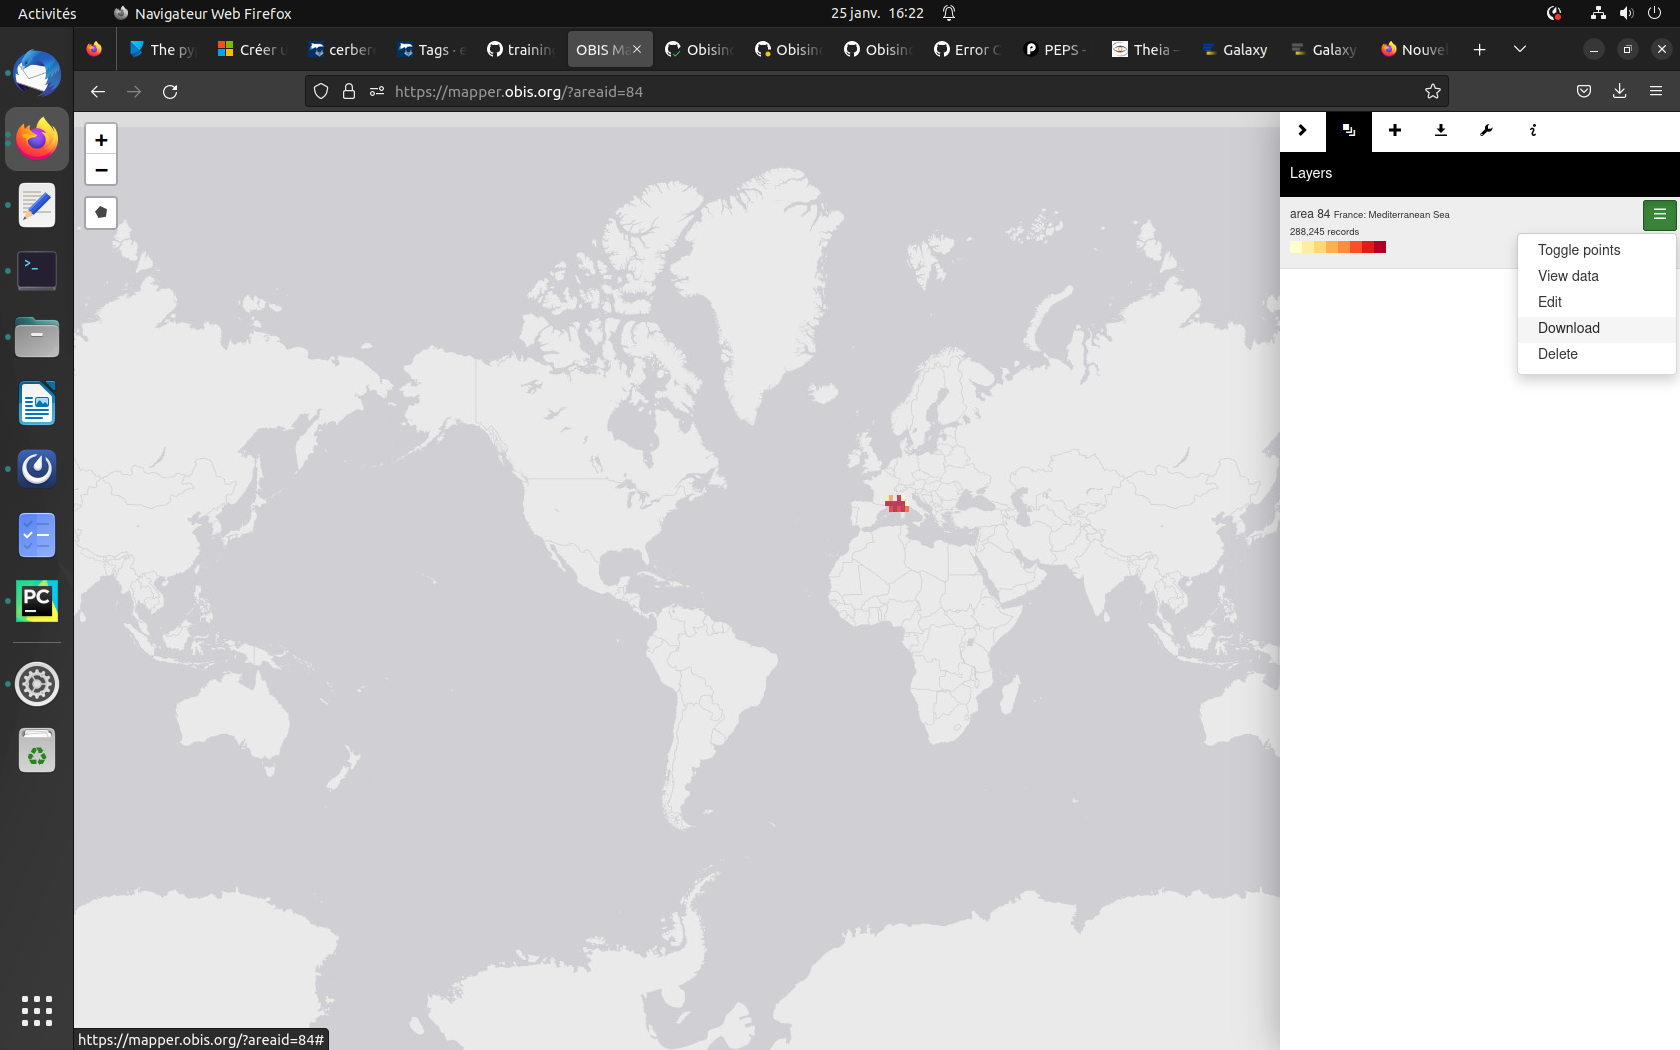 Activités
Navigateur Web Firefox
25 janv. 16:22
The py
Créer u
cerber
Tags · e
trainin
OBIS Ma
Obisin
Obisin
Obisin
Error C
PEPS -
Theia -
Galaxy
Galaxy
Nouvel
https://mapper.obis.org/?areaid=84
+
−
Layers
area 84 France: Mediterranean Sea
288,245 records
Toggle points
View data
Edit
Download
Delete
>_
PC
https://mapper.obis.org/?areaid=84#